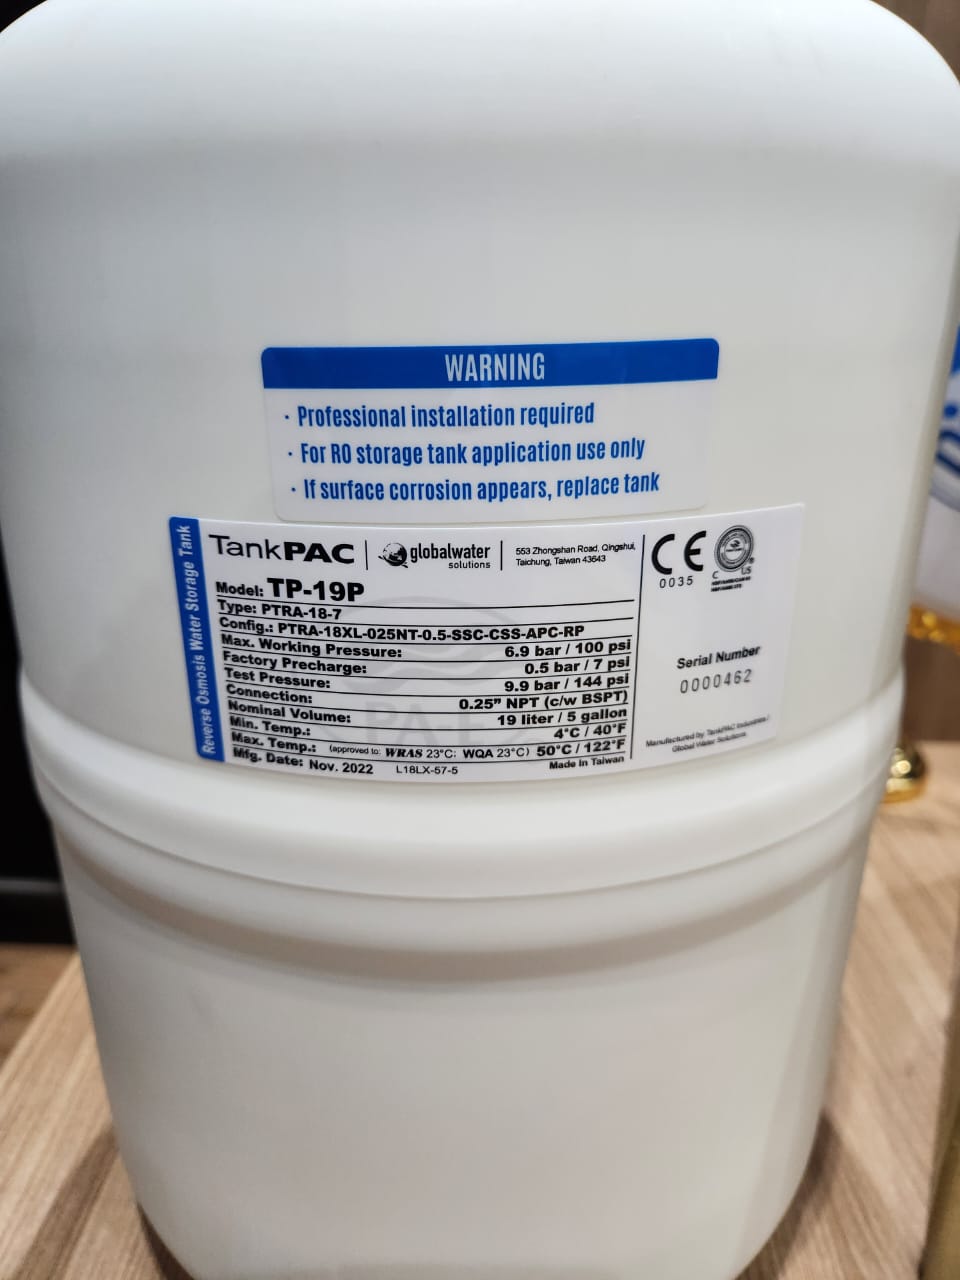 WARNING
· Professional installation required
· For RO storage tank application use only
· If surface corrosion appears, replace tank
Reverse Osmosis Water Storage Tank
TankPAC
globalwater
solutions
553 Zhongshan Road, Qingshui,
Taichung, Taiwan 43643
CE
0035
C US
Model: TP-19P
Type: PTRA-18-7
Config.: PTRA-18XL-025NT-0.5-SSC-CSS-APC-RP
Max. Working Pressure: 6.9 bar / 100 psi
Factory Precharge: 0.5 bar / 7 psi
Test Pressure: 9.9 bar / 144 psi
Connection: 0.25” NPT (c/w BSPT)
Nominal Volume: 19 liter / 5 gallon
Min. Temp.: 4°C / 40°F
Max. Temp.: (approved to: WRAS 23°C; WQA 23°C) 50°C / 122°F
Mfg. Date: Nov. 2022 L18LX-57-5 Made in Taiwan
Serial Number
0000462
Manufactured by TankPAC Industries /
Global Water Solutions